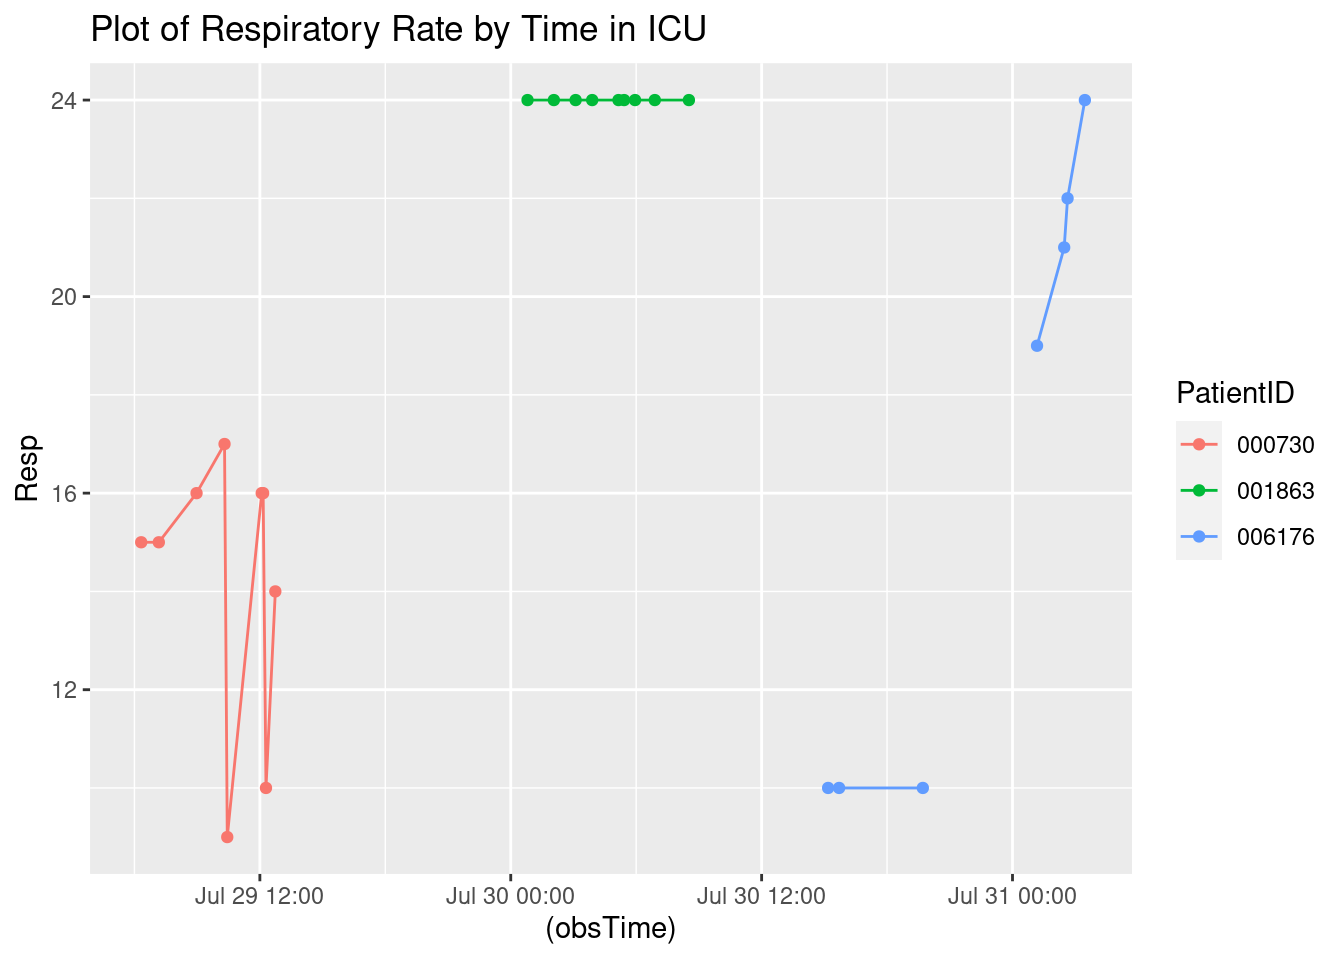 Plot of Respiratory Rate by Time in ICU
24
20
16
12
Resp
Jul 29 12:00
Jul 30 00:00
Jul 30 12:00
Jul 31 00:00
(obsTime)
PatientID
000730
001863
006176